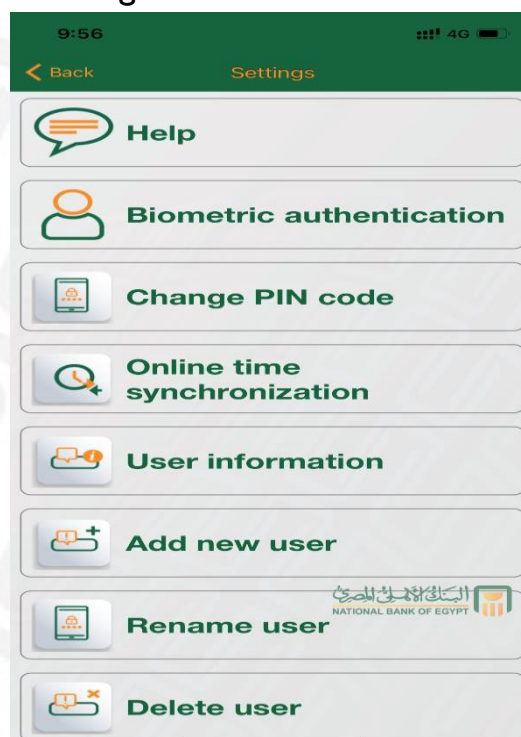 9:56
4G
Back
Settings
Help
Biometric authentication
Change PIN code
Online time
synchronization
User information
Add new user
البنك الأهلي المصري
NATIONAL BANK OF EGYPT
Rename user
Delete user